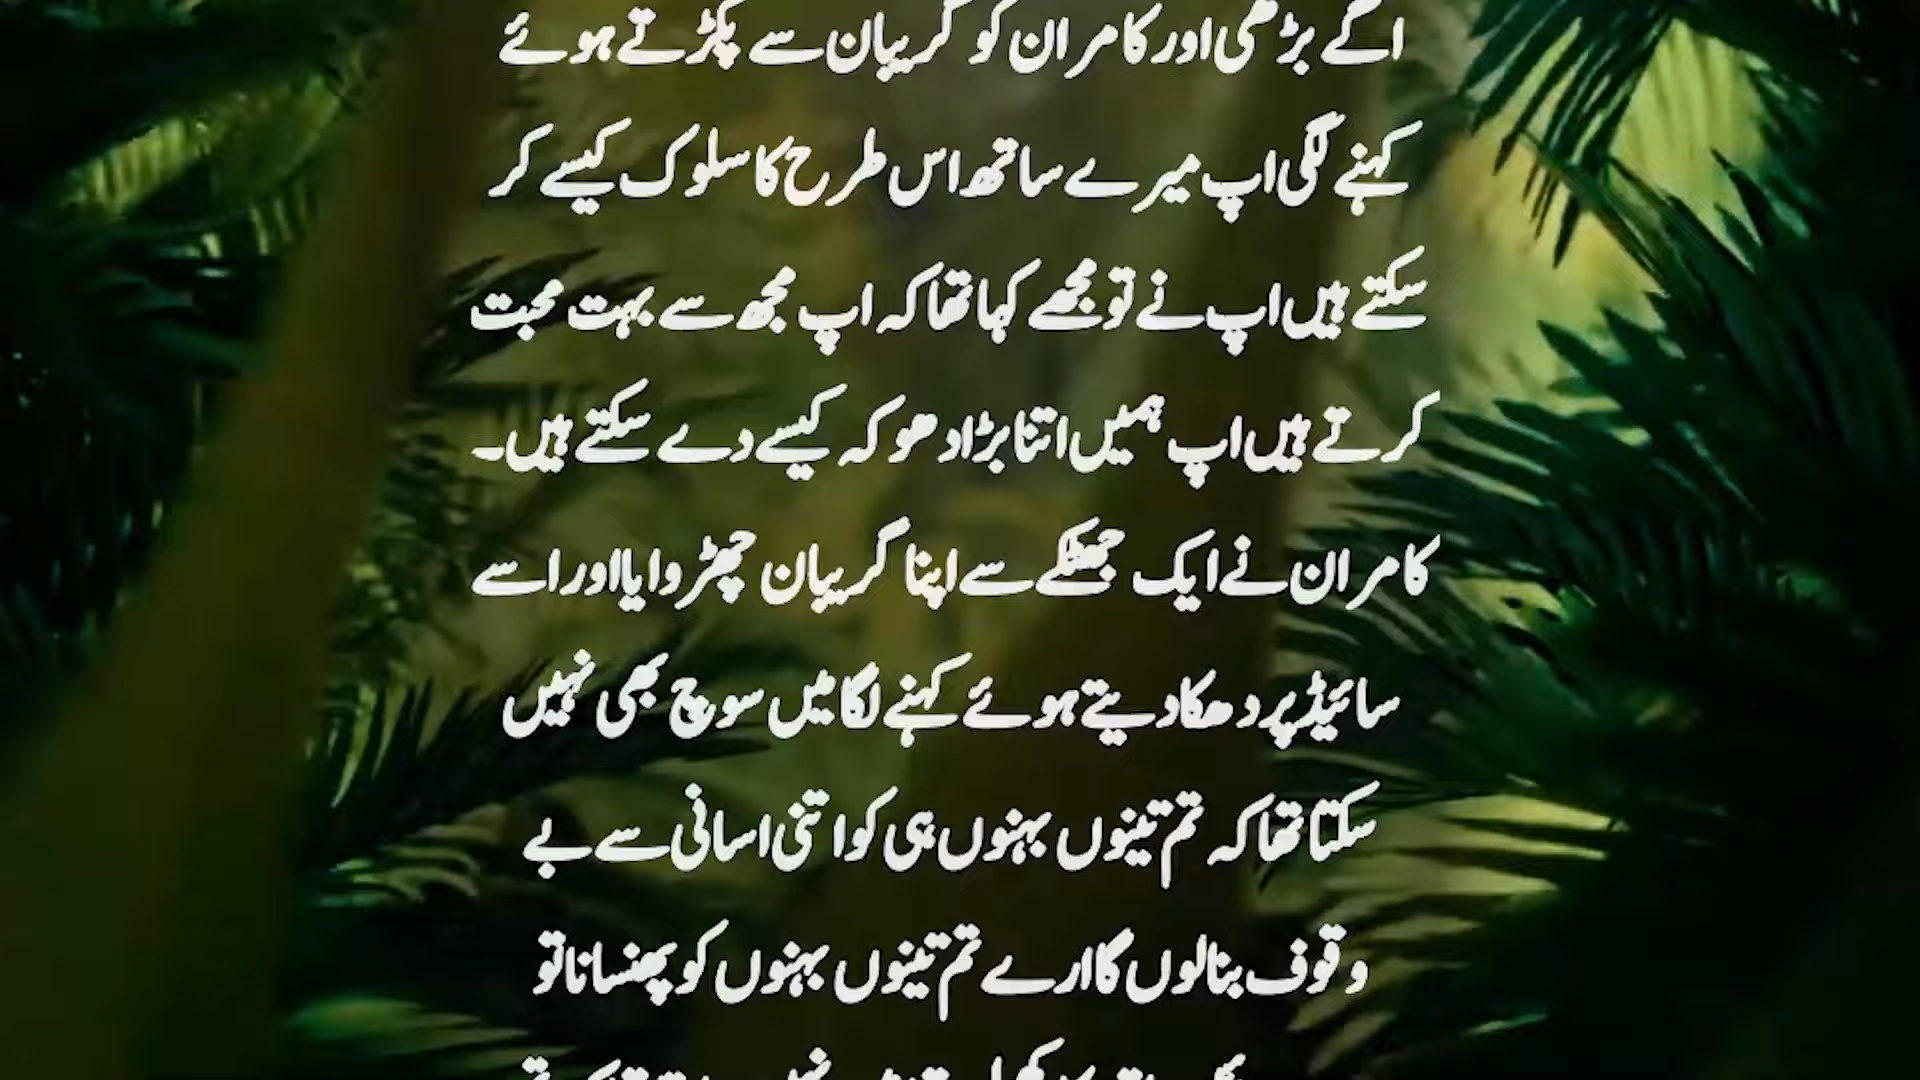 اگے بڑھی اور کامران کو گریبان سے پکڑتے ہوئے
کہنے لگی اپ میرے ساتھ اس طرح کا سلوک کیسے کر
سکتے ہیں اپ نے تو مجھے کہا تھا کہ اپ مجھ سے بہت محبت
کرتے ہیں اپ ہمیں اتنا بڑا دھوکہ کیسے دے سکتے ہیں۔
کامران نے ایک جھٹکے سے اپنا گریبان چھڑوایا اور اسے
سائیڈ پر دھکا دیتے ہوئے کہنے لگا میں سوچ بھی نہیں
سکتا تھا کہ تم تینوں بہنوں ہی کو اتنی اسانی سے بے
وقوف بنا لوں گا ارے تم تینوں بہنوں کو پھنسانا تو